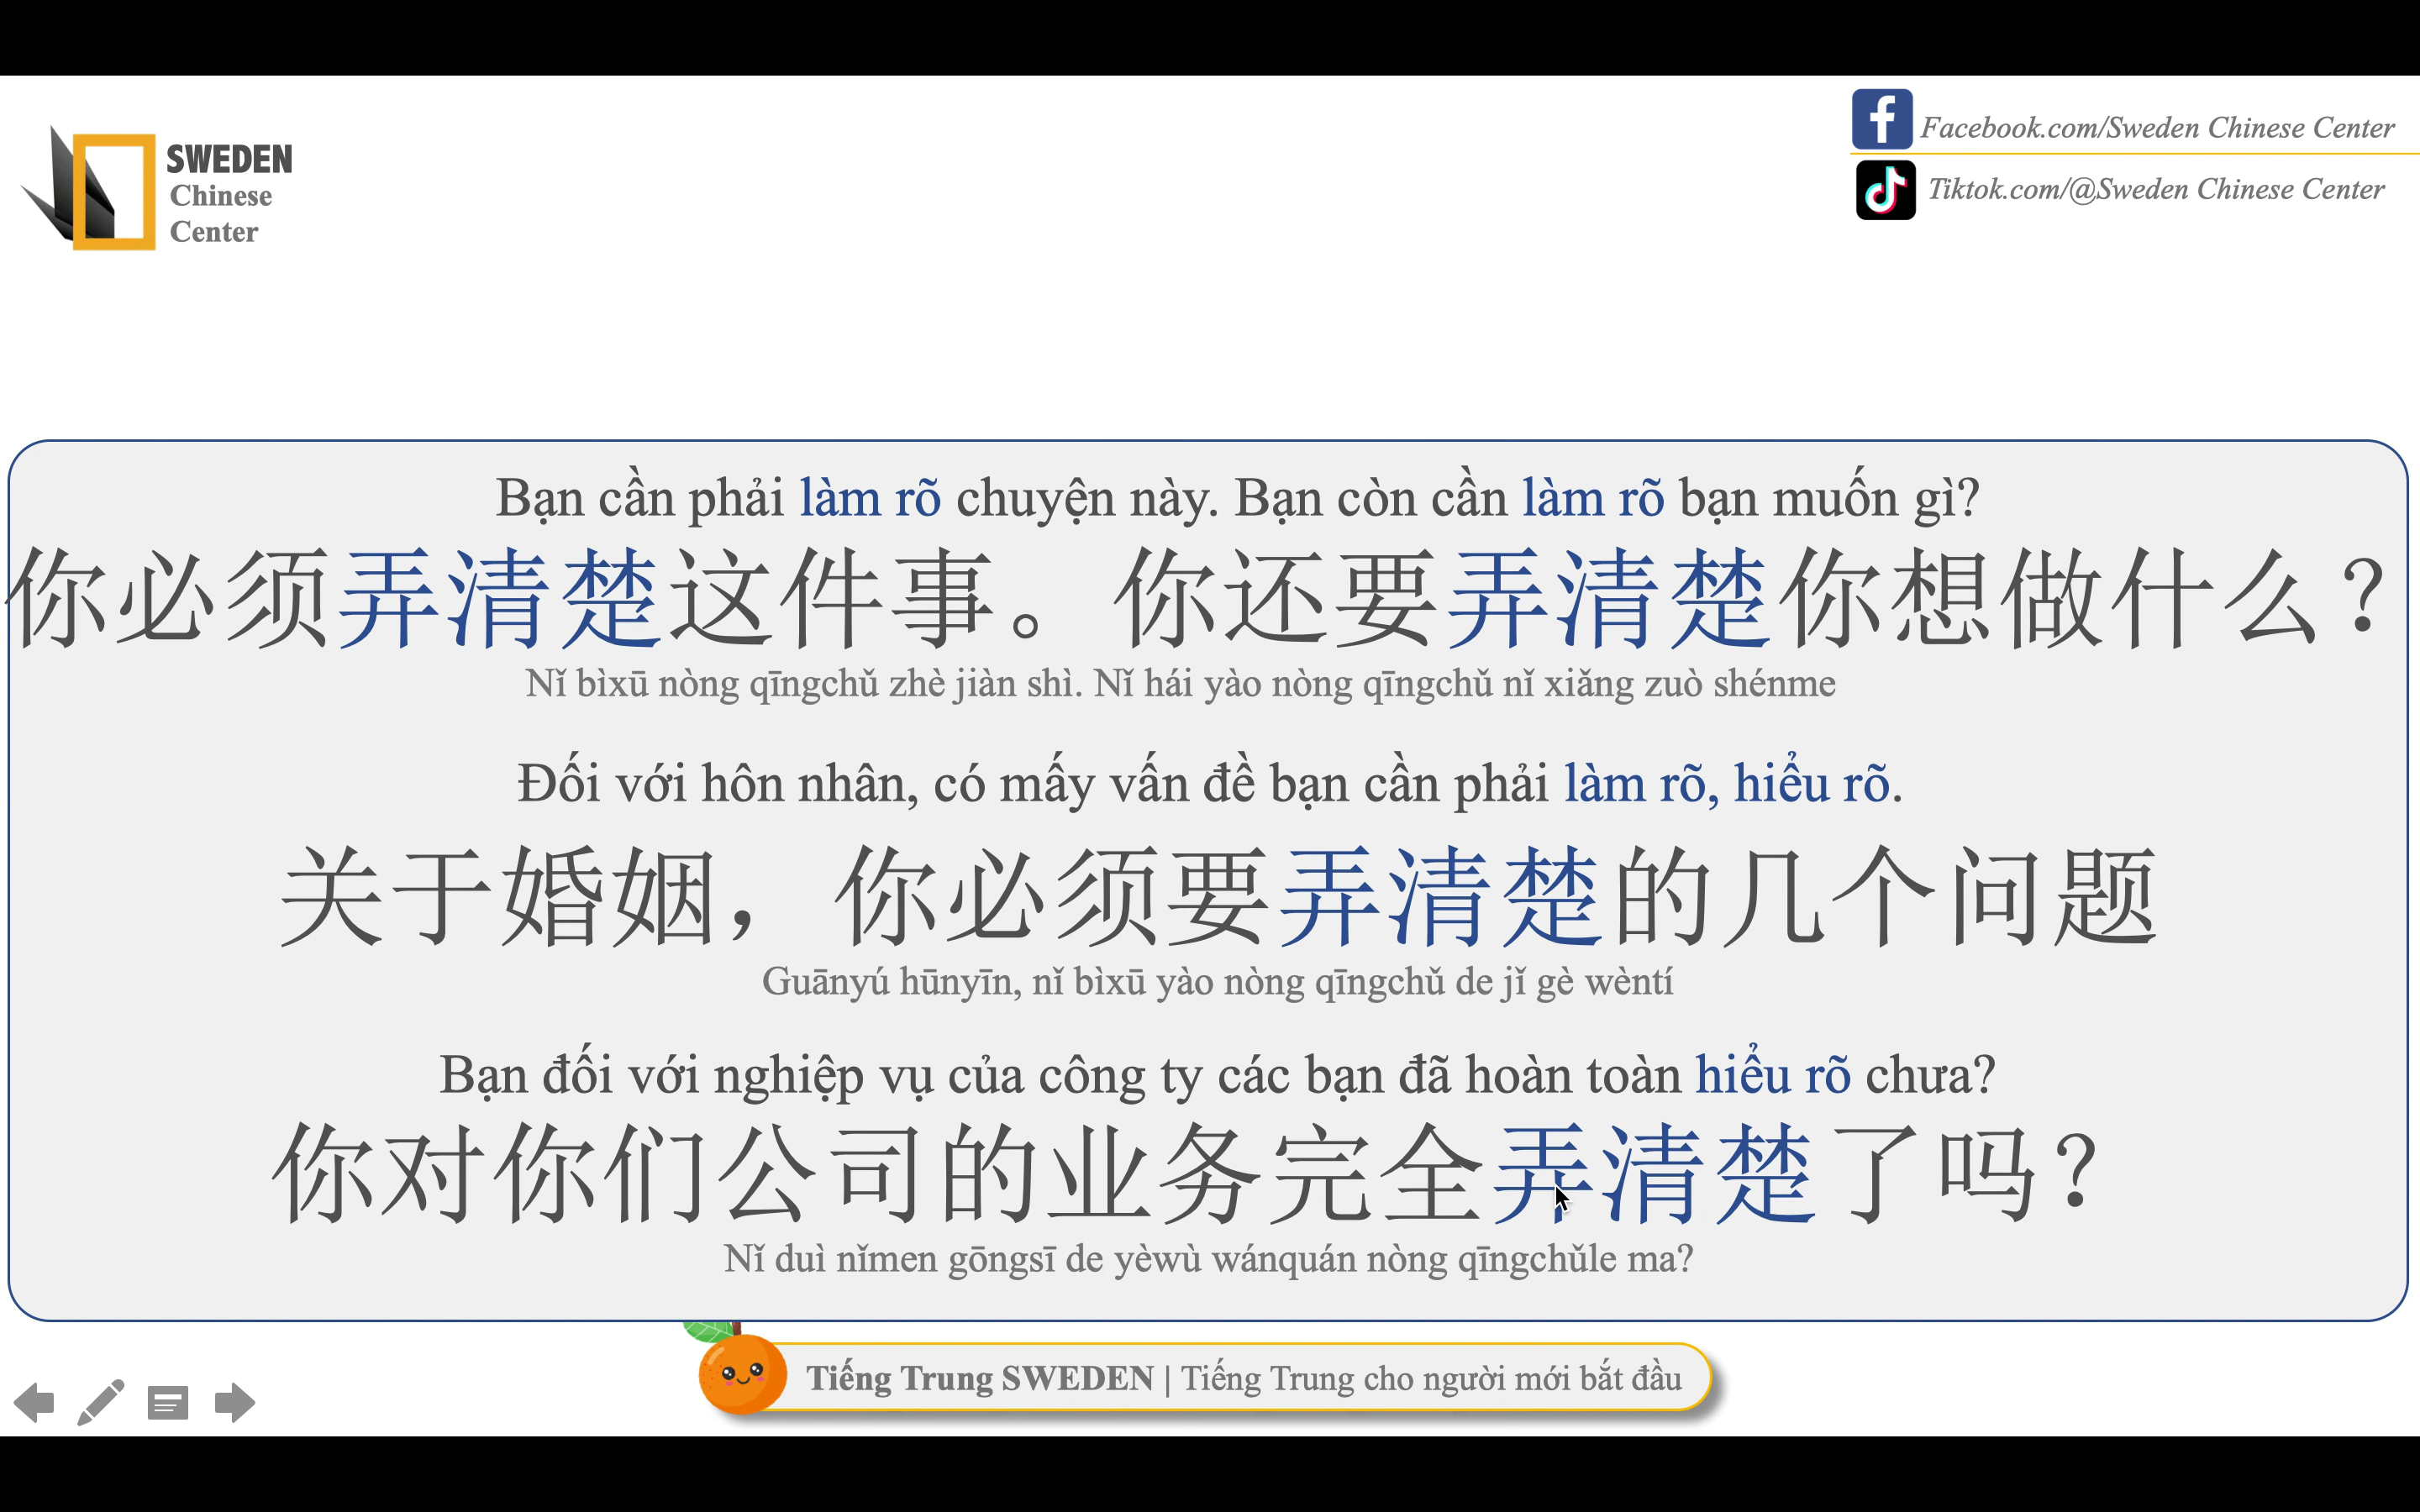 SWEDEN
Chinese
Center
Facebook.com/Sweden Chinese Center
Tiktok.com/@Sweden Chinese Center
Bạn cần phải làm rõ chuyện này. Bạn còn cần làm rõ bạn muốn gì?
你必须弄清楚这件事。你还要弄清楚你想做什么？
Nǐ bìxū nòng qīngchǔ zhè jiàn shì. Nǐ hái yào nòng qīngchǔ nǐ xiǎng zuò shénme
Đối với hôn nhân, có mấy vấn đề bạn cần phải làm rõ, hiểu rõ.
关于婚姻，你必须要弄清楚的几个问题
Guānyú hūnyīn, nǐ bìxū yào nòng qīngchǔ de jǐ gè wèntí
Bạn đối với nghiệp vụ của công ty các bạn đã hoàn toàn hiểu rõ chưa?
你对你们公司的业务完全弄清楚了吗？
Nǐ duì nǐmen gōngsī de yèwù wánquán nòng qīngchǔle ma?
Tiếng Trung SWEDEN | Tiếng Trung cho người mới bắt đầu